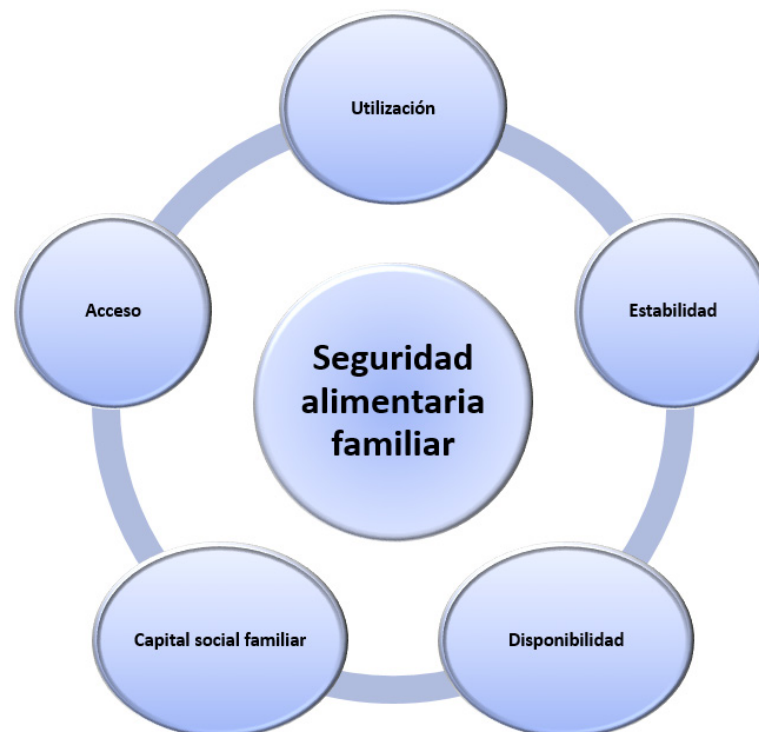 Utilización
Acceso
Estabilidad
Seguridad
alimentaria
familiar
Capital social familiar
Disponibilidad